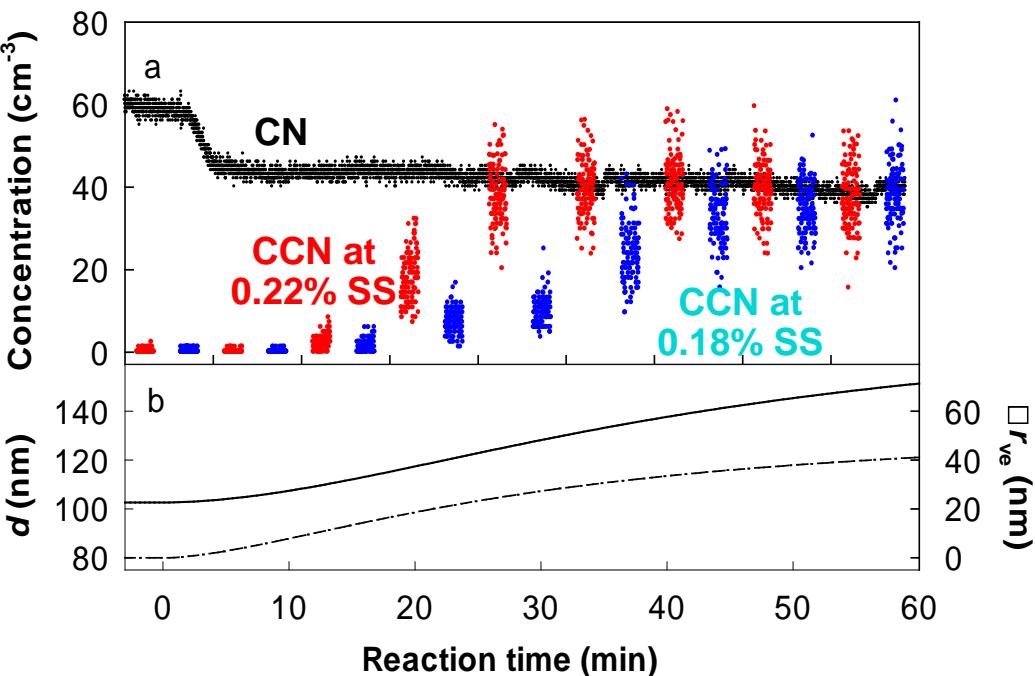 80
60
40
20
0
Concentration (cm-3)
a
CN
CCN at
0.22% SS
CCN at
0.18% SS
b
140
120
100
80
d (nm)
60
40
20
0
□ rve (nm)
0 10 20 30 40 50 60
Reaction time (min)